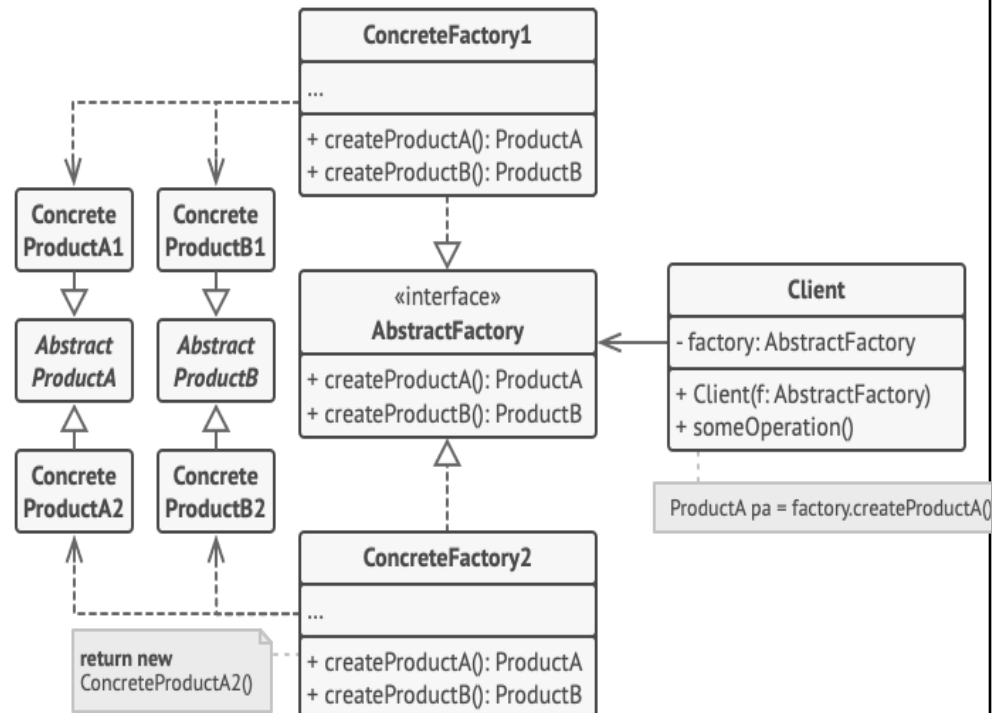 ConcreteFactory1
...
+ createProductA(): ProductA
+ createProductB(): ProductB
Concrete
ProductA1
Concrete
ProductB1
Abstract
ProductA
Abstract
ProductB
Concrete
ProductA2
Concrete
ProductB2
«interface»
AbstractFactory
+ createProductA(): ProductA
+ createProductB(): ProductB
Client
- factory: AbstractFactory
+ Client(f: AbstractFactory)
+ someOperation()
ProductA pa = factory.createProductA()
ConcreteFactory2
...
+ createProductA(): ProductA
+ createProductB(): ProductB
return new
ConcreteProductA2()